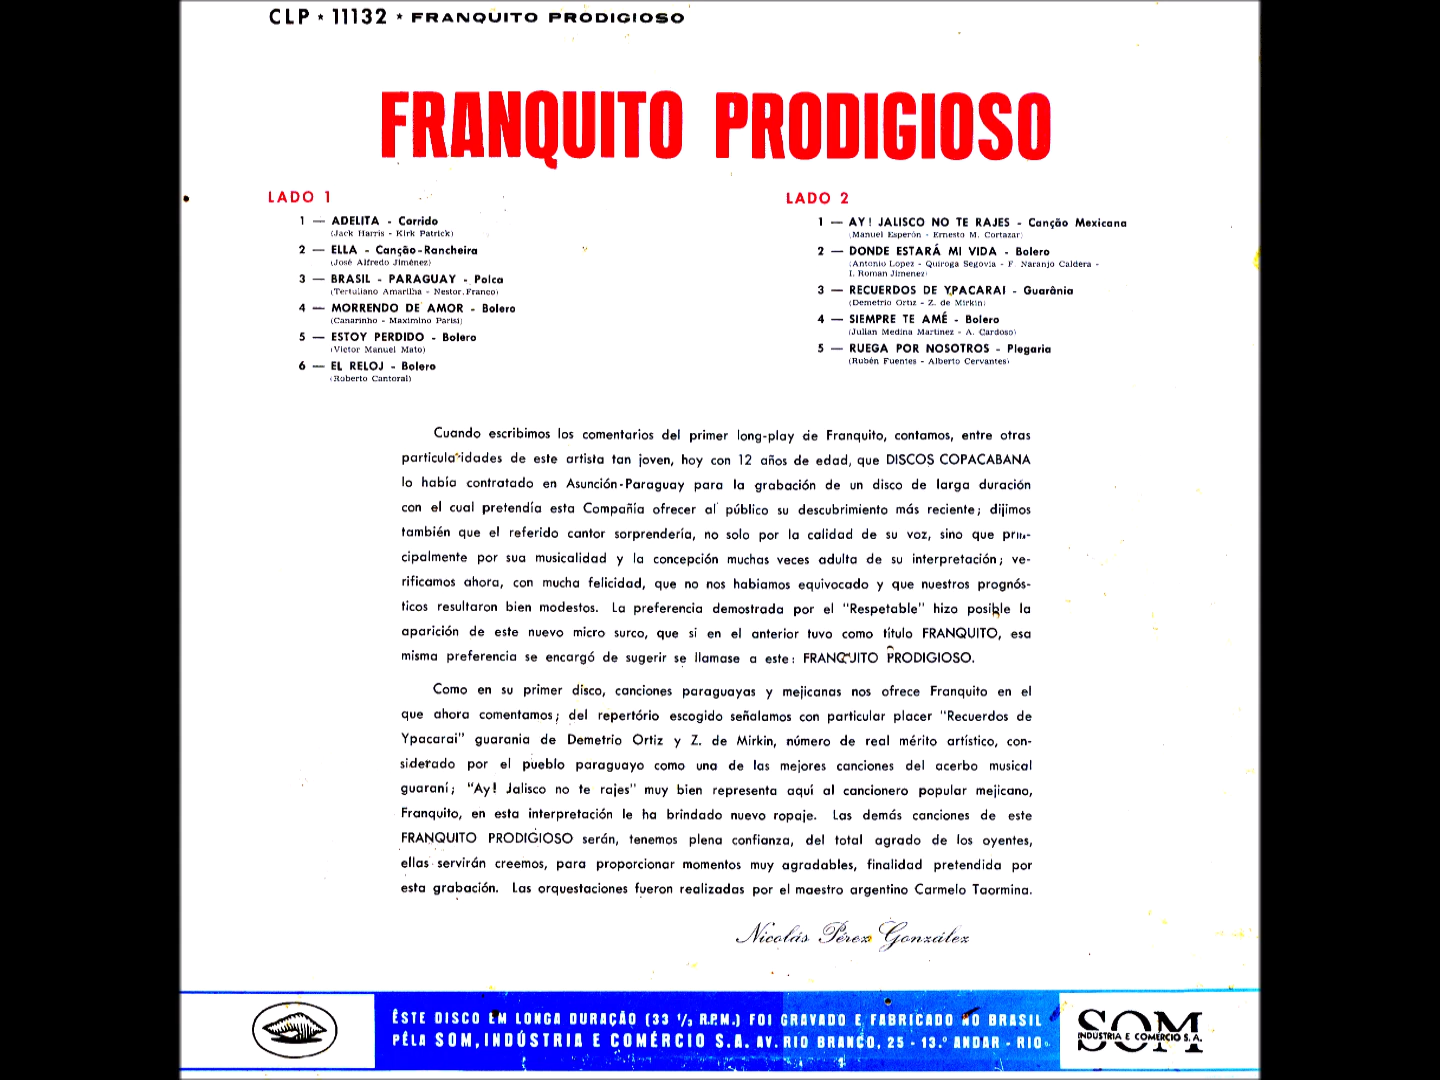 CLP * 11132 * FRANQUITO PRODIGIOSO
FRANQUITO PRODIGIOSO
LADO 1
1 — ADELITA - Corrido
(Jack Harris - Kirk Patrick)
2 — ELLA - Canção-Rancheira
(José Alfredo Jiménez)
3 — BRASIL - PARAGUAY - Polca
(Tertuliano Amarilha - Nestor Franco)
4 — MORRENDO DE AMOR - Bolero
(Canarinho - Maximino Parisi)
5 — ESTOY PERDIDO - Bolero
(Victor Manuel Mato)
6 — EL RELOJ - Bolero
(Roberto Cantoral)
LADO 2
1 — AY! JALISCO NO TE RAJES - Canção Mexicana
(Manuel Esperón - Ernesto M. Cortazar)
2 — DONDE ESTARÁ MI VIDA - Bolero
(Antonio Lopez - Quiroga Segovia - F. Naranjo Caldera -
I. Roman Jimenez)
3 — RECUERDOS DE YPACARAI - Guarânia
(Demetrio Ortiz - Z. de Mirkin)
4 — SIEMPRE TE AMÉ - Bolero
(Julian Medina Martinez - A. Cardoso)
5 — RUEGA POR NOSOTROS - Plegaria
(Rubén Fuentes - Alberto Cervantes)
Cuando escribimos los comentarios del primer long-play de Franquito, contamos, entre otras
particularidades de este artista tan joven, hoy con 12 años de edad, que DISCOS COPACABANA
lo había contratado en Asunción-Paraguay para la grabación de un disco de larga duración
con el cual pretendía esta Compañía ofrecer al público su descubrimiento más reciente; dijimos
también que el referido cantor sorprendería, no solo por la calidad de su voz, sino que prin-
cipalmente por sua musicalidad y la concepción muchas veces adulta de su interpretación; ve-
rificamos ahora, con mucha felicidad, que no nos habiamos equivocado y que nuestros prognós-
ticos resultaron bien modestos. La preferencia demostrada por el "Respetable" hizo posible la
aparición de este nuevo micro surco, que si en el anterior tuvo como título FRANQUITO, esa
misma preferencia se encargó de sugerir se llamase a este: FRANQUITO PRODIGIOSO.
Como en su primer disco, canciones paraguayas y mejicanas nos ofrece Franquito en el
que ahora comentamos; del repertório escogido señalamos con particular placer "Recuerdos de
Ypacarai" guarania de Demetrio Ortiz y Z. de Mirkin, número de real mérito artístico, con-
siderado por el pueblo paraguayo como una de las mejores canciones del acerbo musical
guaraní; "Ay! Jalisco no te rajes" muy bien representa aquí al cancionero popular mejicano,
Franquito, en esta interpretación le ha brindado nuevo ropaje. Las demás canciones de este
FRANQUITO PRODIGIOSO serán, tenemos plena confianza, del total agrado de los oyentes,
ellas servirán creemos, para proporcionar momentos muy agradables, finalidad pretendida por
esta grabación. Las orquestaciones fueron realizadas por el maestro argentino Carmelo Taormina.
Nicolás Pérez González
ÊSTE DISCO EM LONGA DURAÇÃO (33 1/3 R.P.M.) FOI GRAVADO E FABRICADO NO BRASIL
PÊLA SOM, INDÚSTRIA E COMÉRCIO S.A. AV. RIO BRANCO, 25 - 13.º ANDAR - RIO
SOM
INDÚSTRIA E COMÉRCIO S. A.